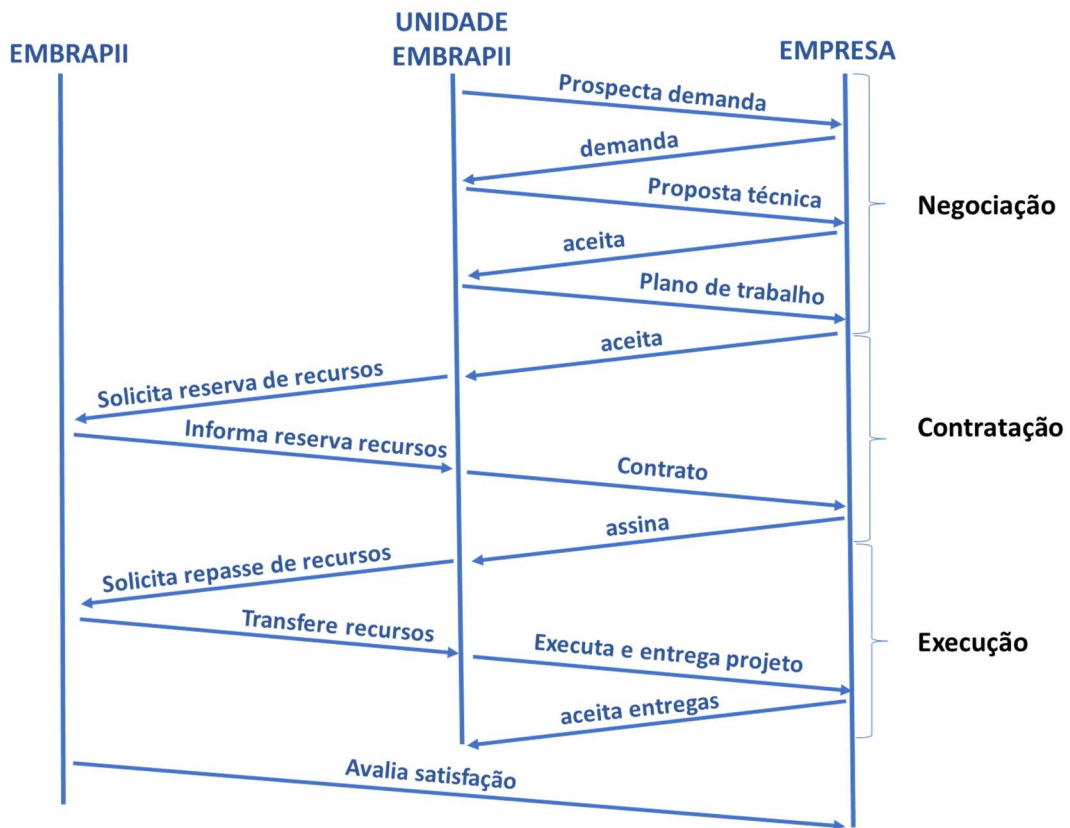 EMBRAPII
UNIDADE
EMBRAPII
EMPRESA
Prospecta demanda
demanda
Proposta técnica
Negociação
aceita
Plano de trabalho
aceita
Solicita reserva de recursos
Informa reserva recursos
Contratação
Contrato
assina
Solicita repasse de recursos
Transfere recursos
Execução
Executa e entrega projeto
aceita entregas
Avalia satisfação